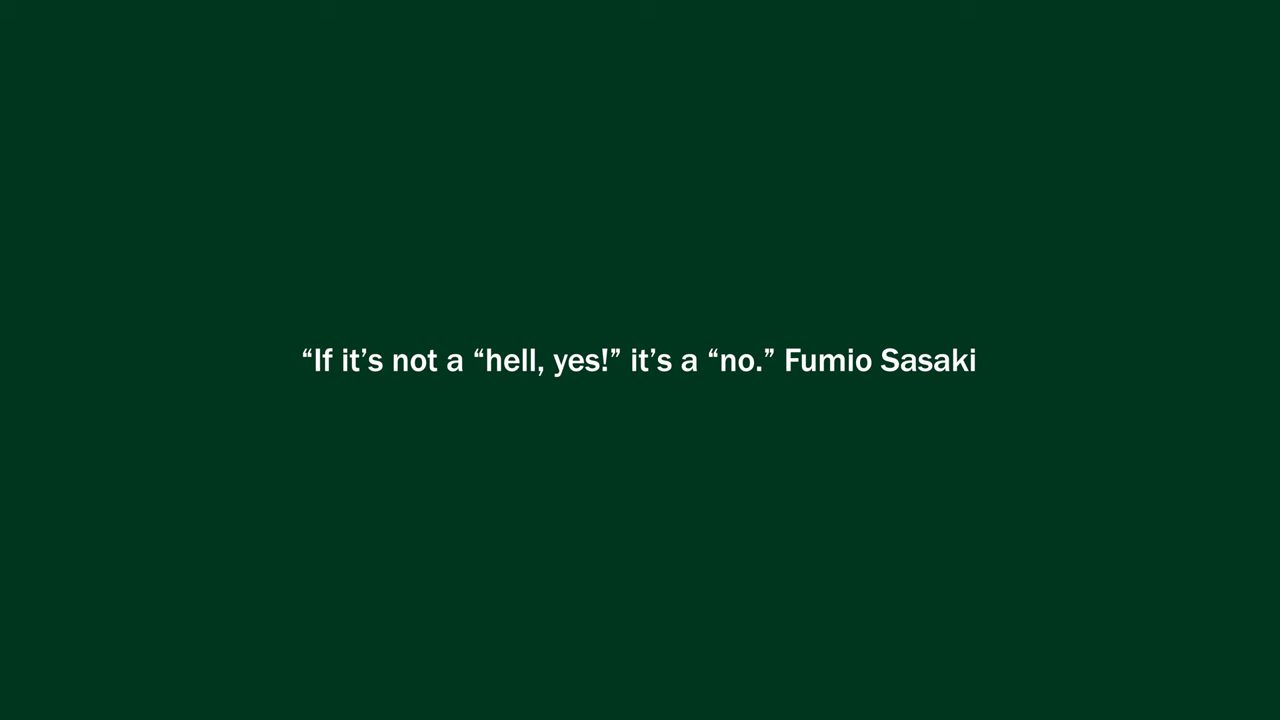 “If it’s not a “hell, yes!” it’s a “no.” Fumio Sasaki